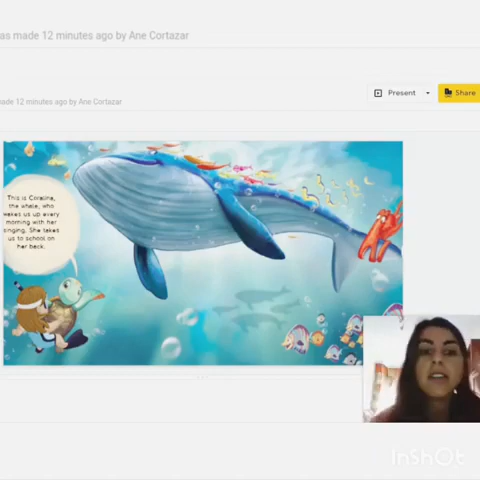 as made 12 minutes ago by Ane Cortazar
Present
Share
made 12 minutes ago by Ane Cortazar
This is Coraline,
the whale, who
wakes us up every
morning with her
singing. She takes
us to school on
her back.
InShOt